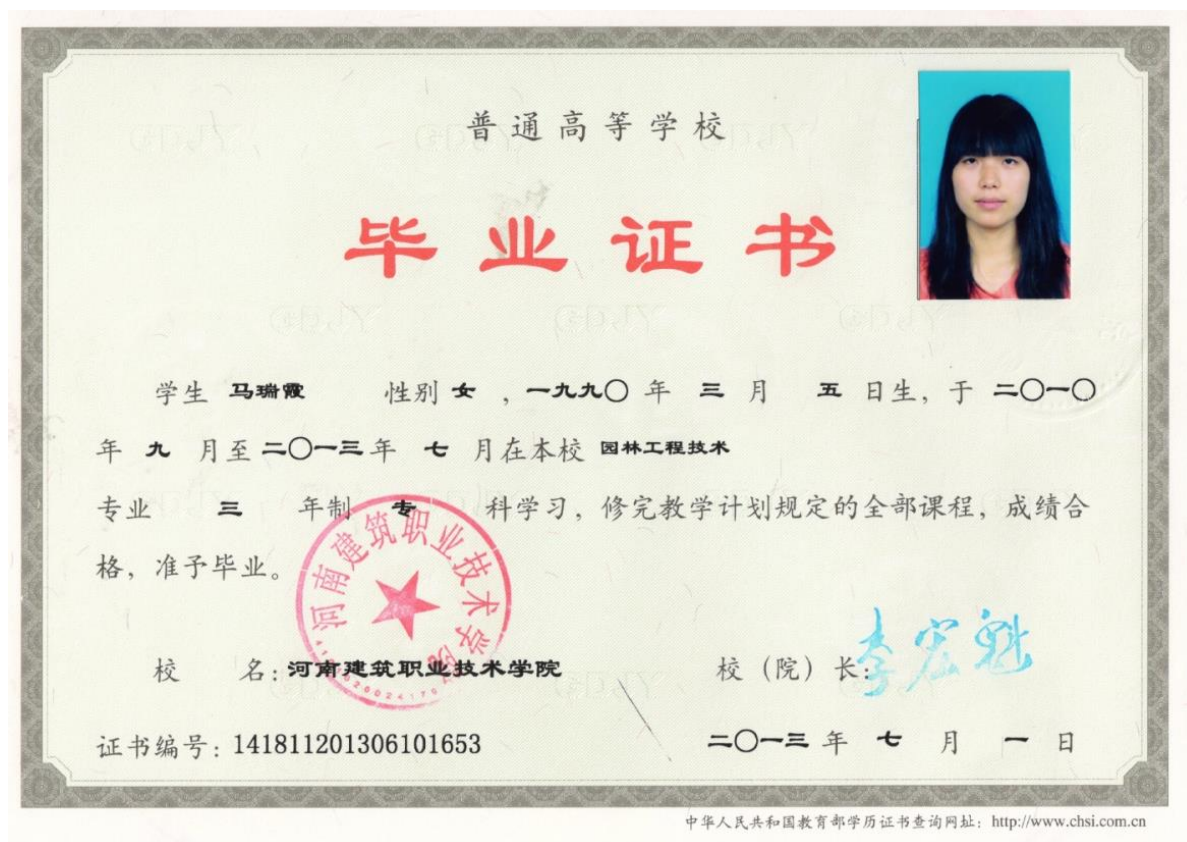 普通高等学校
毕业证书
学生 马瑞霞 性别 女 ，一九九〇 年 三 月 五 日生，于 二〇一〇
年 九 月至 二〇一三 年 七 月在本校 园林工程技术
专业 三 年制 专 科学习，修完教学计划规定的全部课程，成绩合
格，准予毕业。
河南建筑职业技术学院
校 名：河南建筑职业技术学院 校（院）长：李宏魁
证书编号：141811201306101653 二〇一三 年 七 月 一 日
中华人民共和国教育部学历证书查询网址：http://www.chsi.com.cn